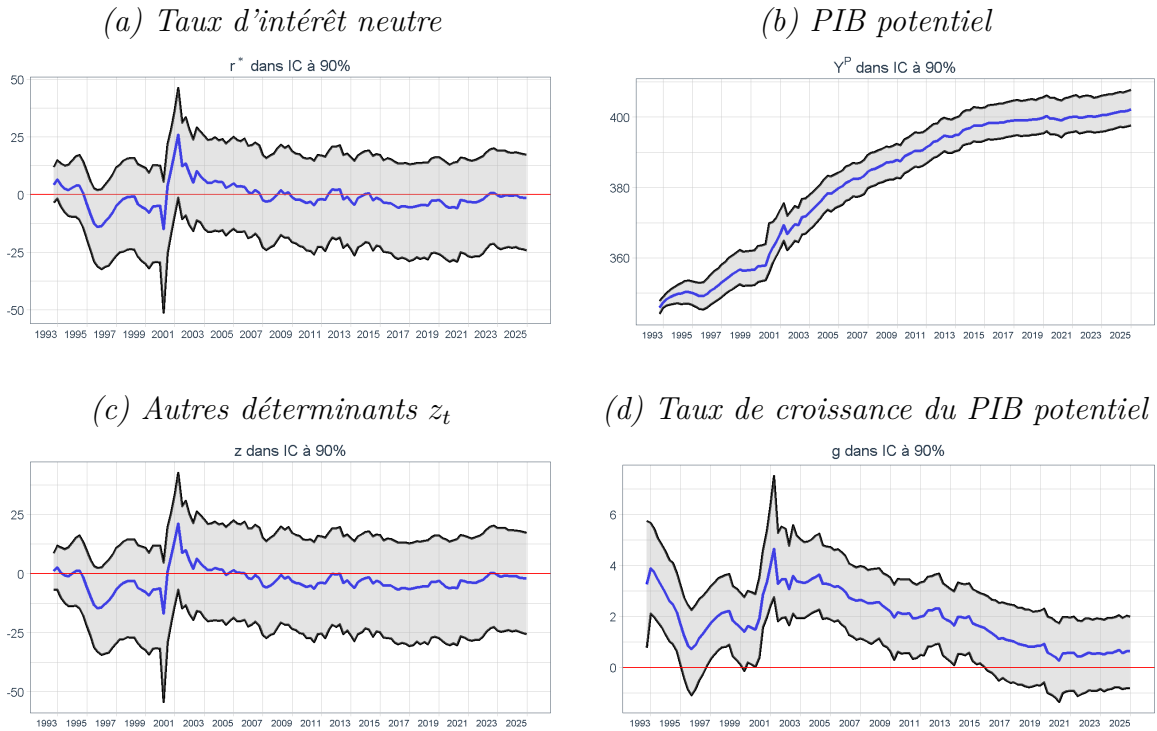 (a) Taux d'intérêt neutre
r* dans IC à 90%
50
25
0
-25
-50
1993 1995 1997 1999 2001 2003 2005 2007 2009 2011 2013 2015 2017 2019 2021 2023 2025
(b) PIB potentiel
Y^P dans IC à 90%
400
380
360
1993 1995 1997 1999 2001 2003 2005 2007 2009 2011 2013 2015 2017 2019 2021 2023 2025
(c) Autres déterminants z_t
z dans IC à 90%
25
0
-25
-50
1993 1995 1997 1999 2001 2003 2005 2007 2009 2011 2013 2015 2017 2019 2021 2023 2025
(d) Taux de croissance du PIB potentiel
g dans IC à 90%
6
4
2
0
1993 1995 1997 1999 2001 2003 2005 2007 2009 2011 2013 2015 2017 2019 2021 2023 2025